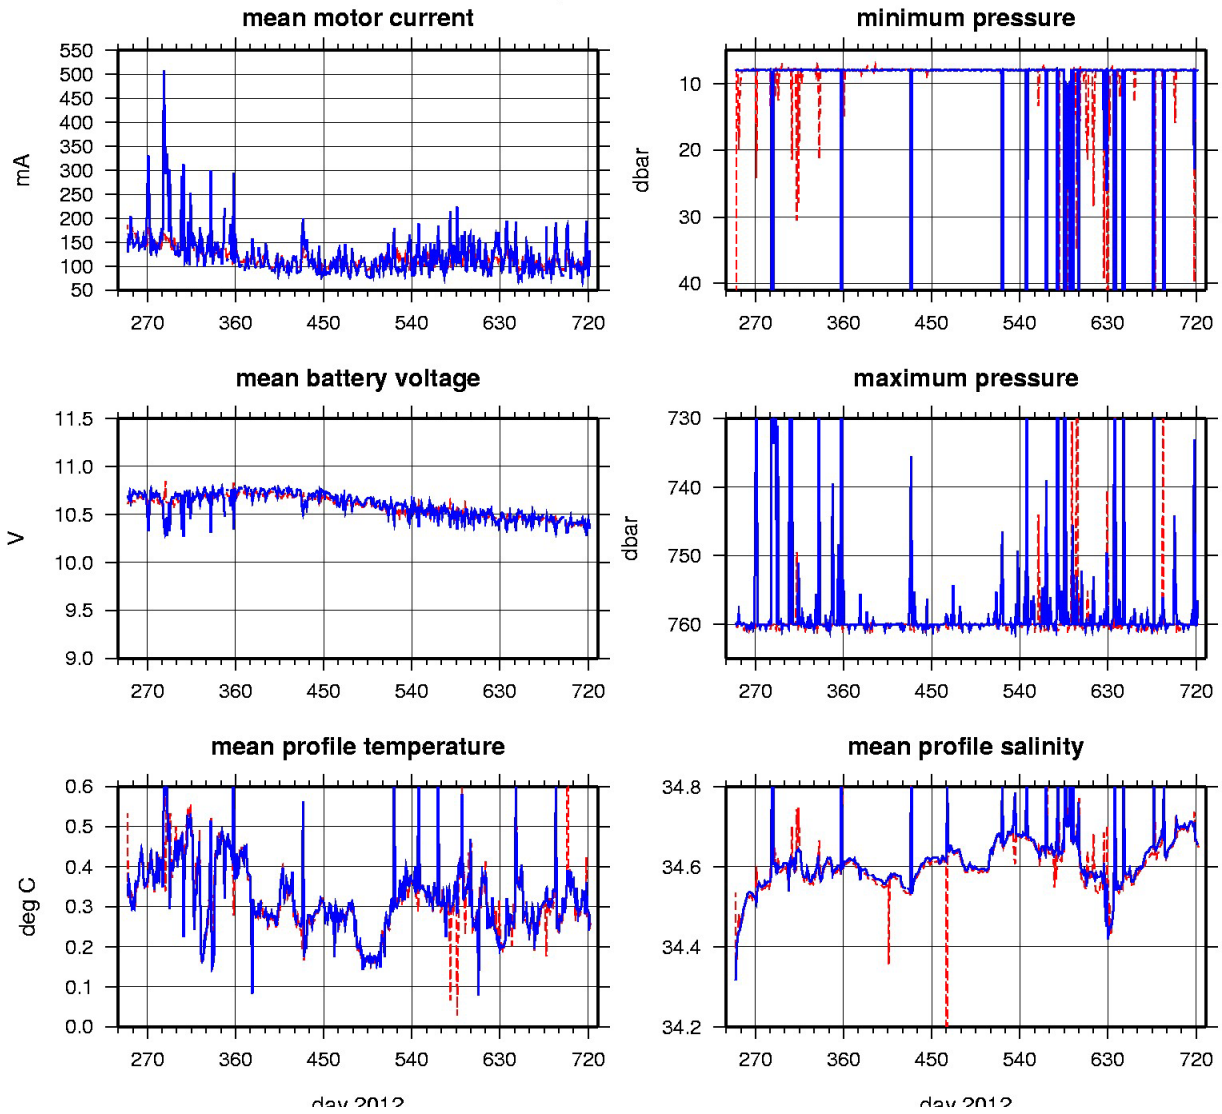 mean motor current
550
500
450
400
350
300
250
200
150
100
50
mA
270 360 450 540 630 720
minimum pressure
10
20
30
40
dbar
270 360 450 540 630 720
mean battery voltage
11.5
11.0
10.5
10.0
9.5
9.0
V
270 360 450 540 630 720
maximum pressure
730
740
750
760
dbar
270 360 450 540 630 720
mean profile temperature
0.6
0.5
0.4
0.3
0.2
0.1
0.0
deg C
270 360 450 540 630 720
day 2012
mean profile salinity
34.8
34.6
34.4
34.2
270 360 450 540 630 720
day 2012